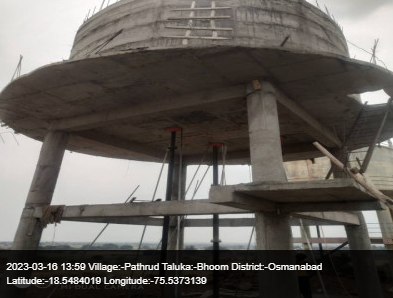 2023-03-16 13:59 Village:-Pathrud Taluka:-Bhoom District:-Osmanabad
Latitude:-18.5484019 Longitude:-75.5373139